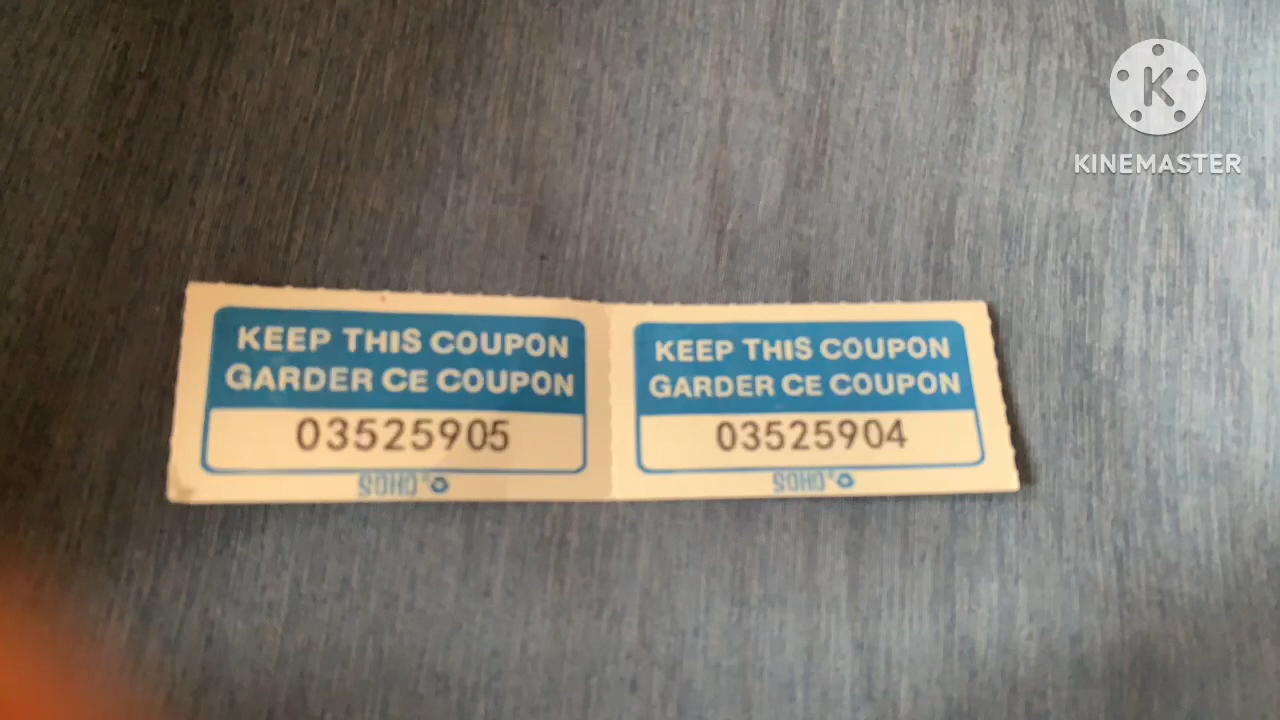 KINEMASTER
KEEP THIS COUPON
GARDER CE COUPON
03525905
KEEP THIS COUPON
GARDER CE COUPON
03525904